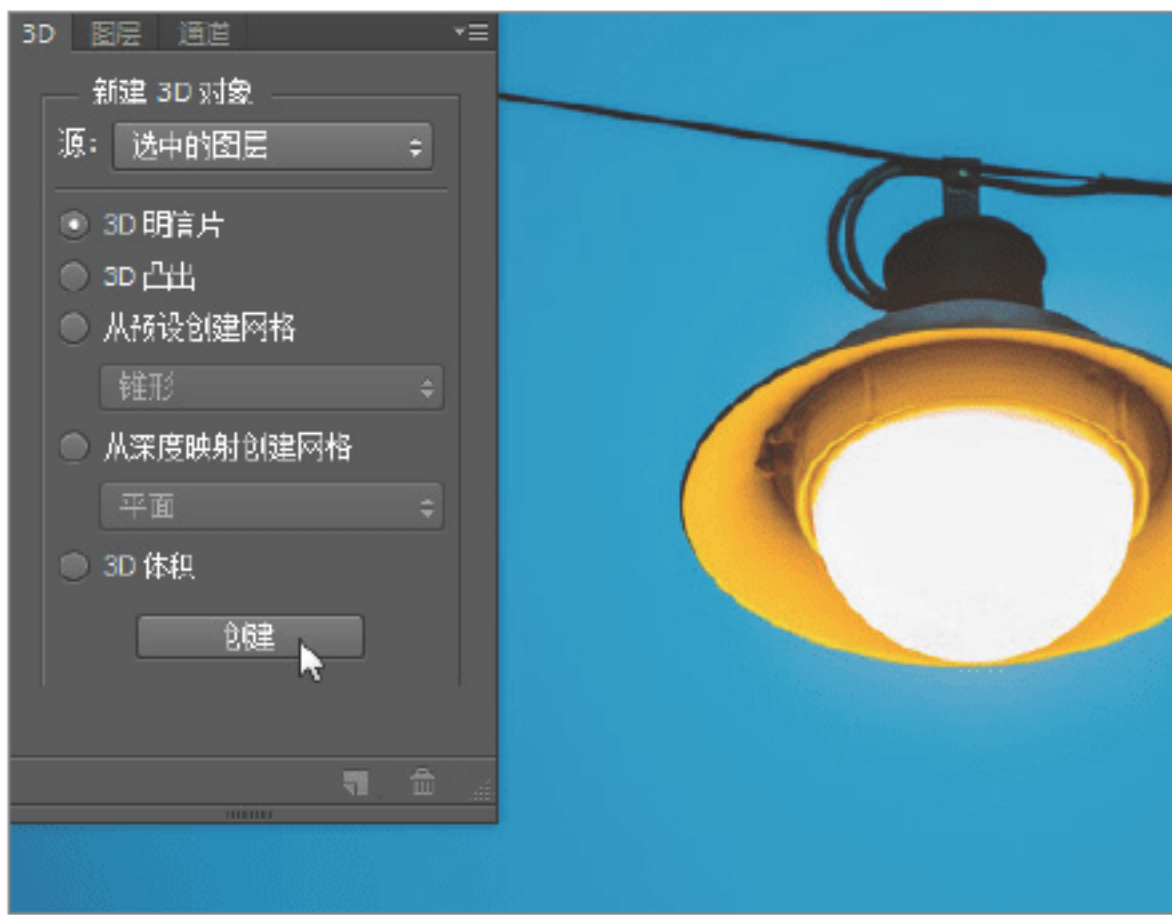 3D 图层 通道
新建 3D 对象
源: 选中的图层
3D 明信片
3D 凸出
从预设创建网格
锥形
从深度映射创建网格
平面
3D 体积
创建